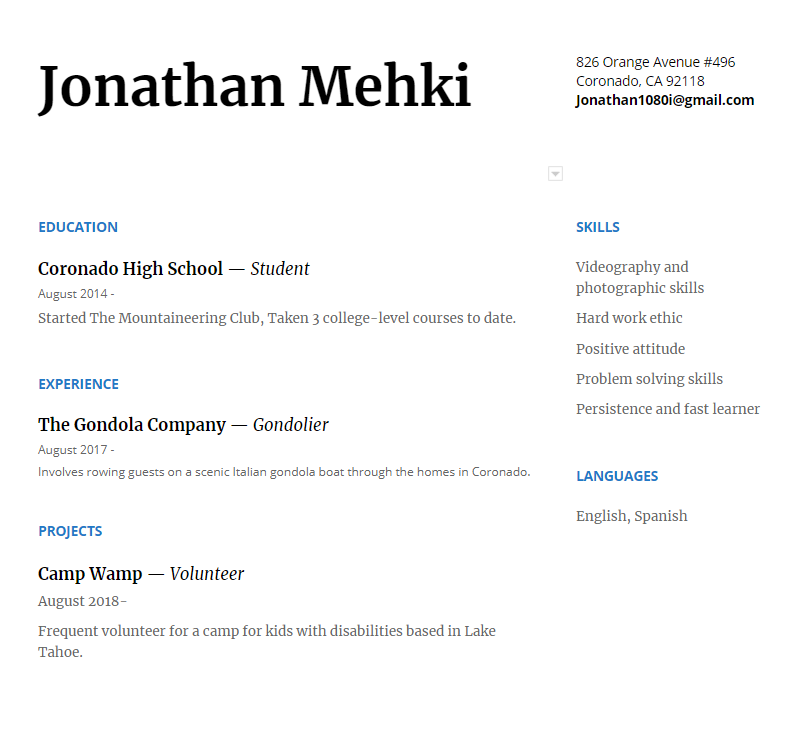 Jonathan Mehki
826 Orange Avenue #496
Coronado, CA 92118
Jonathan1080i@gmail.com
EDUCATION
Coronado High School — Student
August 2014 -
Started The Mountaineering Club, Taken 3 college-level courses to date.
EXPERIENCE
The Gondola Company — Gondolier
August 2017 -
Involves rowing guests on a scenic Italian gondola boat through the homes in Coronado.
PROJECTS
Camp Wamp — Volunteer
August 2018-
Frequent volunteer for a camp for kids with disabilities based in Lake
Tahoe.
SKILLS
Videography and
photographic skills
Hard work ethic
Positive attitude
Problem solving skills
Persistence and fast learner
LANGUAGES
English, Spanish